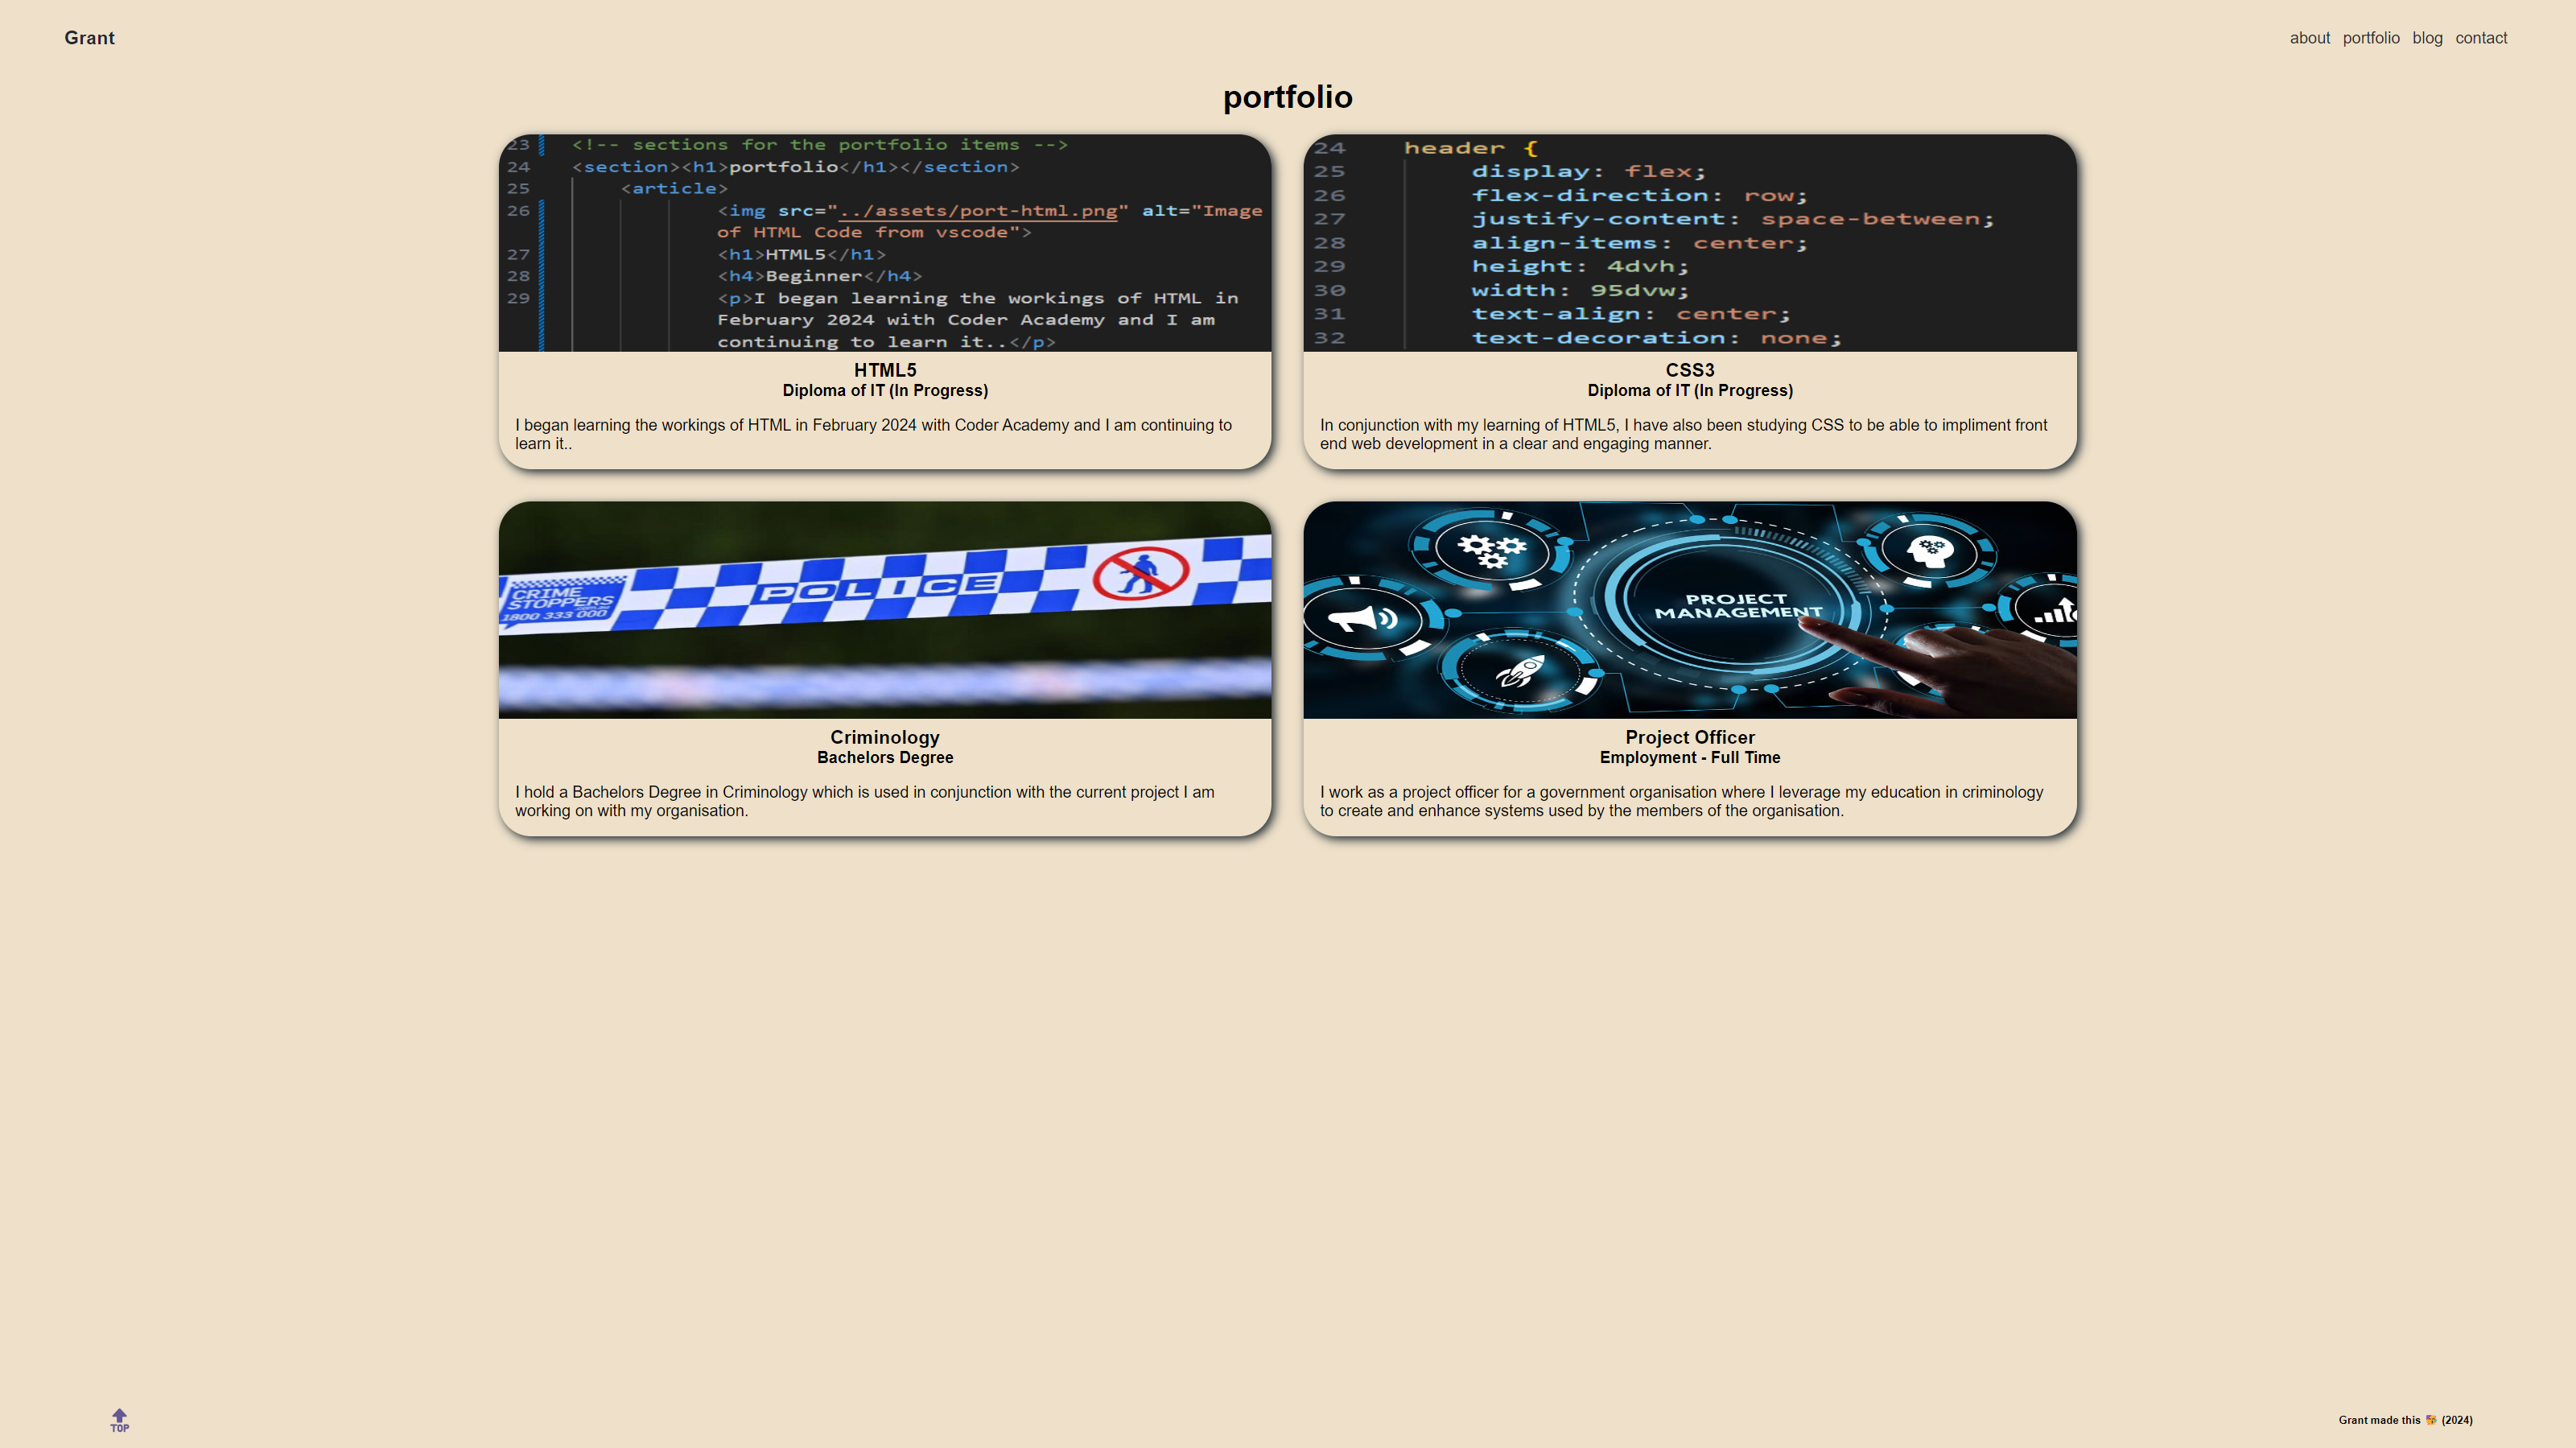 Grant
about portfolio blog contact
portfolio
23 <!-- sections for the portfolio items -->
24 <section><h1>portfolio</h1></section>
25 <article>
26 <img src="../assets/port-html.png" alt="Image
of HTML Code from vscode">
27 <h1>HTML5</h1>
28 <h4>Beginner</h4>
29 <p>I began learning the workings of HTML in
February 2024 with Coder Academy and I am
continuing to learn it..</p>
HTML5
Diploma of IT (In Progress)
I began learning the workings of HTML in February 2024 with Coder Academy and I am continuing to
learn it..
24 header {
25 display: flex;
26 flex-direction: row;
27 justify-content: space-between;
28 align-items: center;
29 height: 4dvh;
30 width: 95dvw;
31 text-align: center;
32 text-decoration: none;
CSS3
Diploma of IT (In Progress)
In conjunction with my learning of HTML5, I have also been studying CSS to be able to impliment front
end web development in a clear and engaging manner.
CRIME
STOPPERS
.com.au
1800 333 000
POLICE
Criminology
Bachelors Degree
I hold a Bachelors Degree in Criminology which is used in conjunction with the current project I am
working on with my organisation.
PROJECT
MANAGEMENT
Project Officer
Employment - Full Time
I work as a project officer for a government organisation where I leverage my education in criminology
to create and enhance systems used by the members of the organisation.
TOP
Grant made this 🎉 (2024)